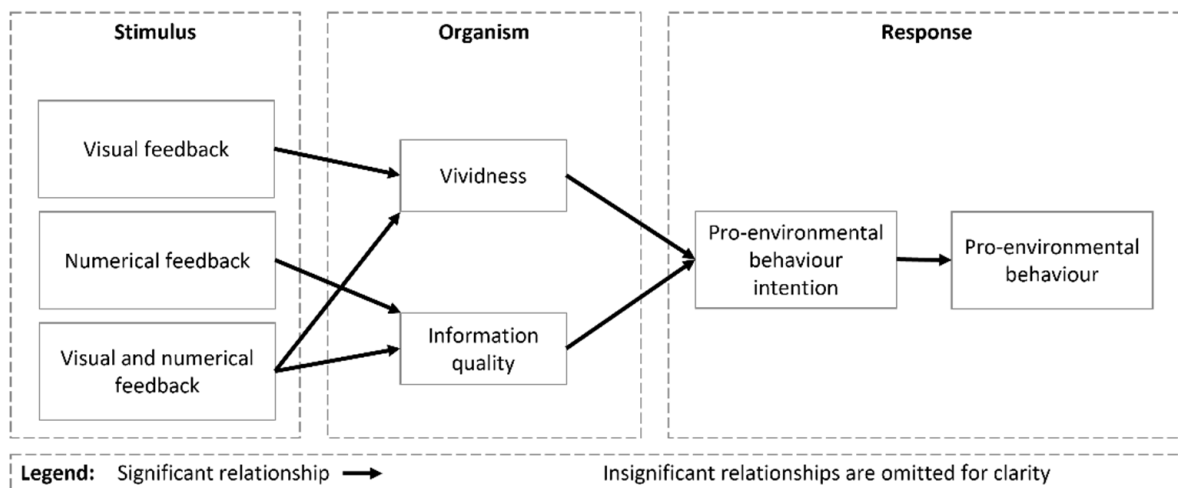 Stimulus
Organism
Response
Visual feedback
Numerical feedback
Visual and numerical
feedback
Vividness
Information
quality
Pro-environmental
behaviour
intention
Pro-environmental
behaviour
Legend: Significant relationship
Insignificant relationships are omitted for clarity